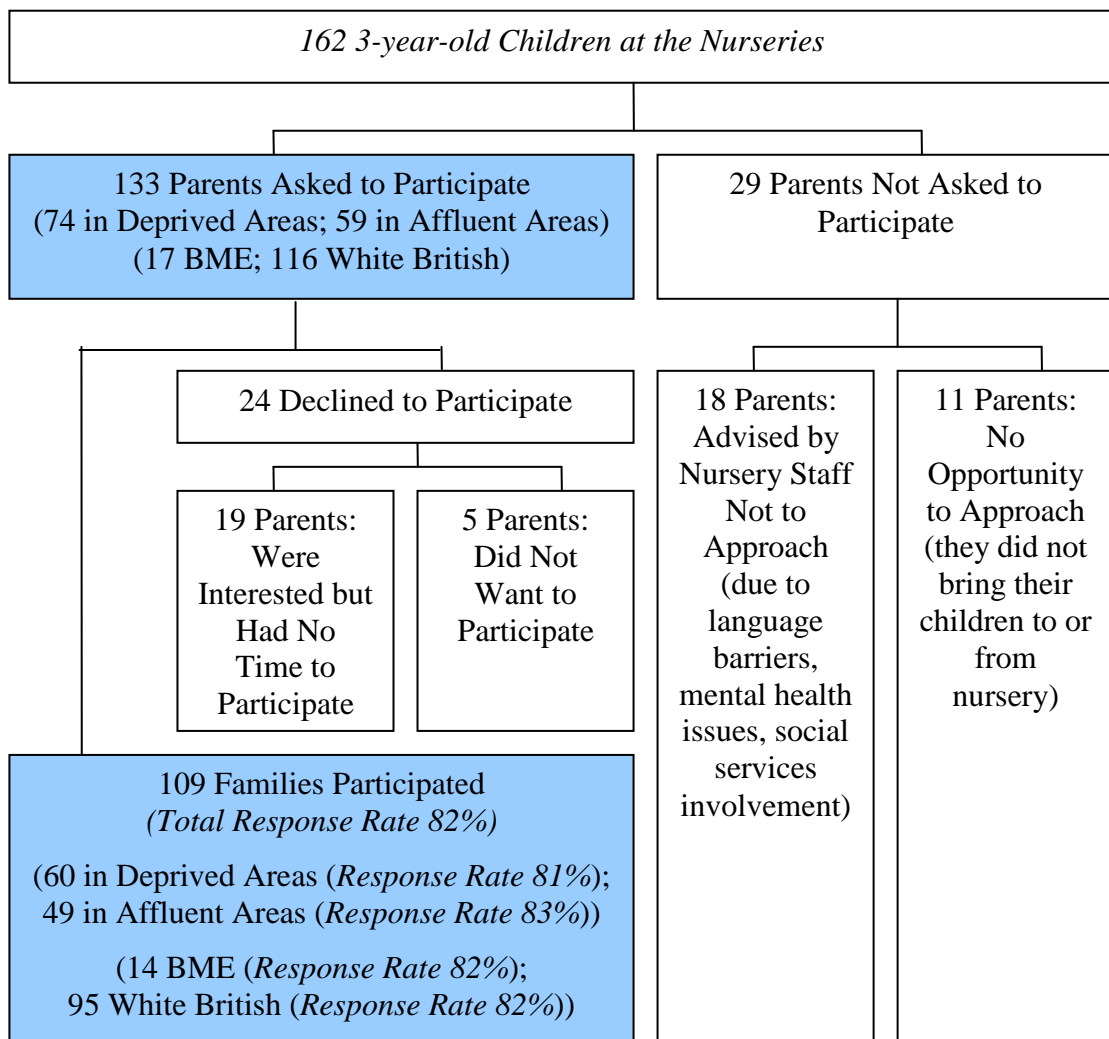 162 3-year-old Children at the Nurseries
133 Parents Asked to Participate
(74 in Deprived Areas; 59 in Affluent Areas)
(17 BME; 116 White British)
29 Parents Not Asked to
Participate
24 Declined to Participate
19 Parents:
Were
Interested but
Had No
Time to
Participate
5 Parents:
Did Not
Want to
Participate
18 Parents:
Advised by
Nursery Staff
Not to
Approach
(due to
language
barriers,
mental health
issues, social
services
involvement)
11 Parents:
No
Opportunity
to Approach
(they did not
bring their
children to or
from
nursery)
109 Families Participated
(Total Response Rate 82%)
(60 in Deprived Areas (Response Rate 81%);
49 in Affluent Areas (Response Rate 83%))
(14 BME (Response Rate 82%);
95 White British (Response Rate 82%))